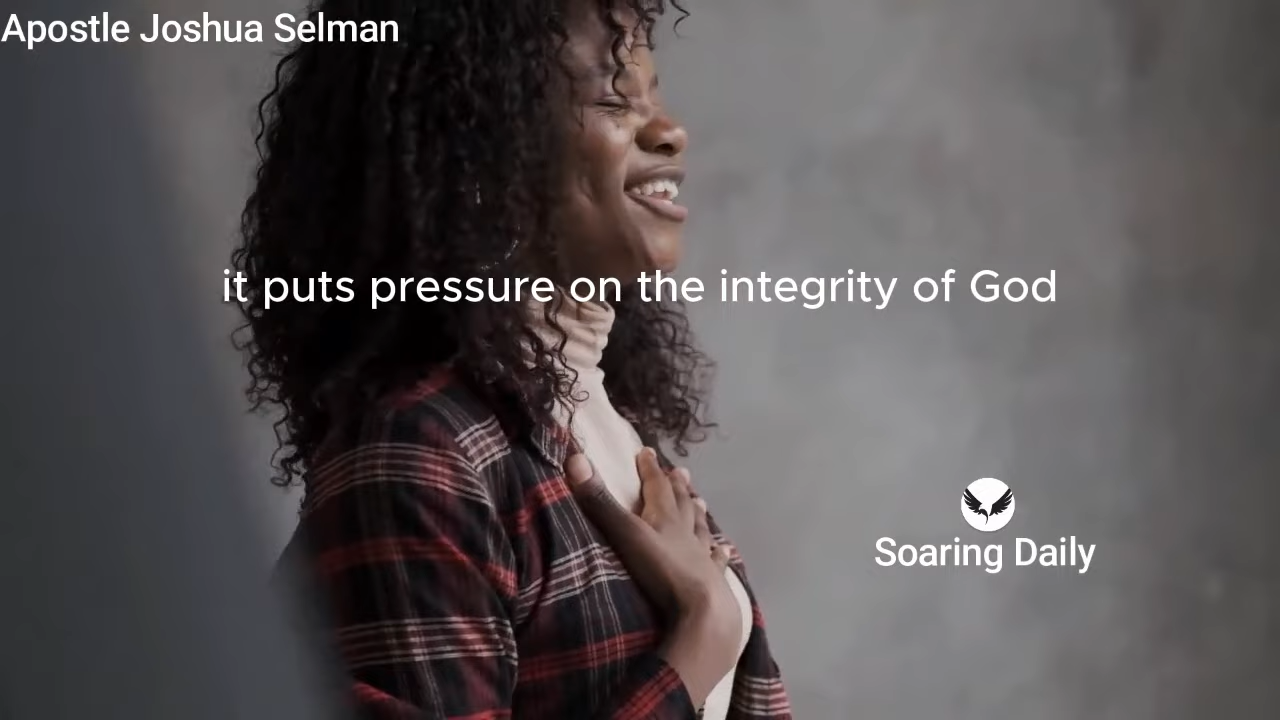 Apostle Joshua Selman
it puts pressure on the integrity of God
Soaring Daily